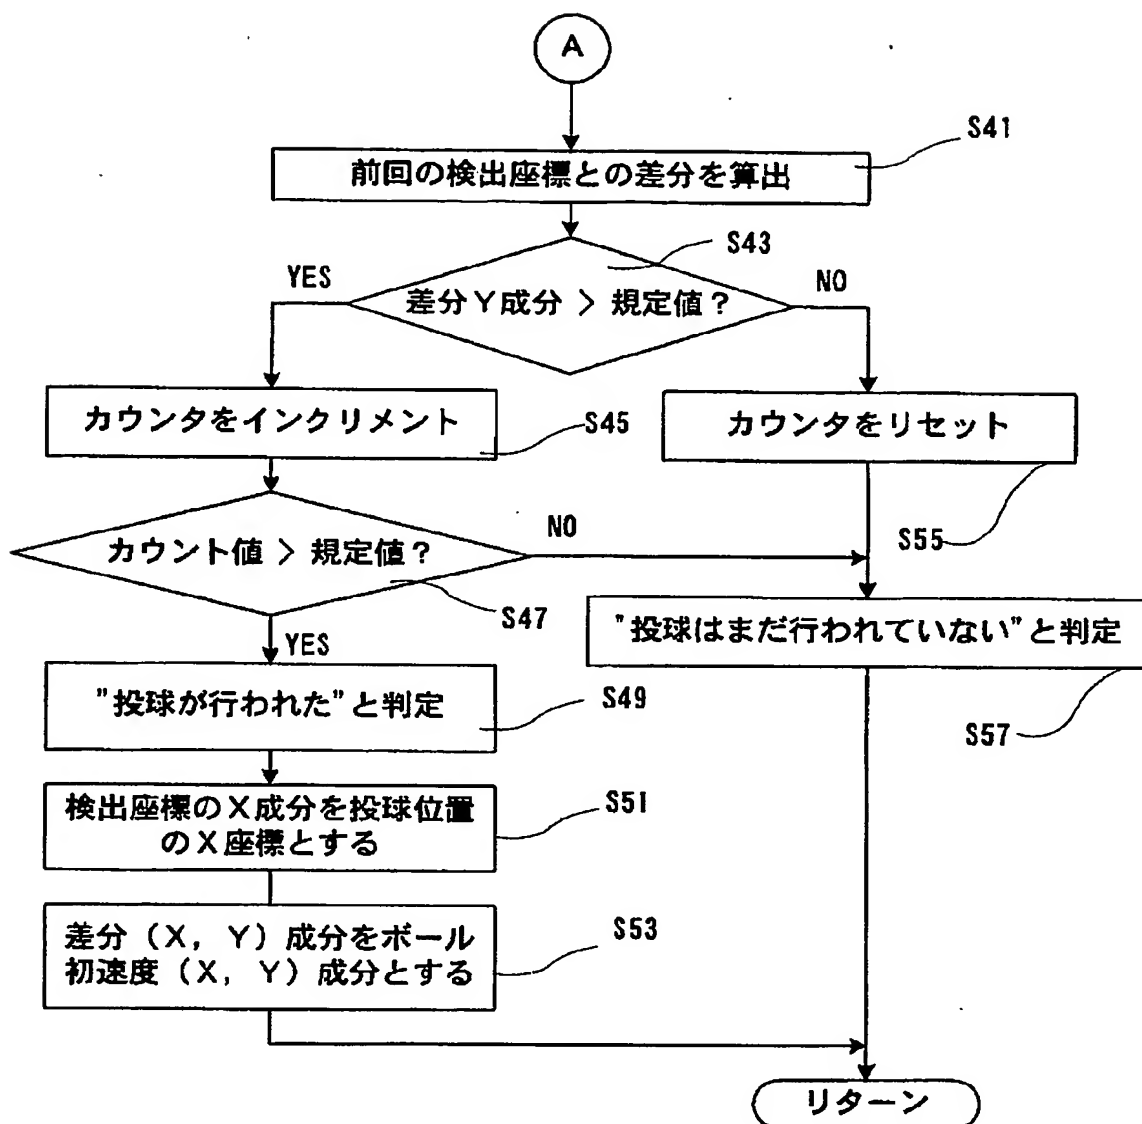 A
S41
前回の検出座標との差分を算出
S43
YES
NO
差分Y成分 > 規定値?
カウンタをインクリメント
S45
カウンタをリセット
S55
カウント値 > 規定値?
NO
S47
YES
"投球はまだ行われていない"と判定
S57
"投球が行われた"と判定
S49
検出座標のX成分を投球位置
のX座標とする
S51
差分(X, Y)成分をボール
初速度(X, Y)成分とする
S53
リターン